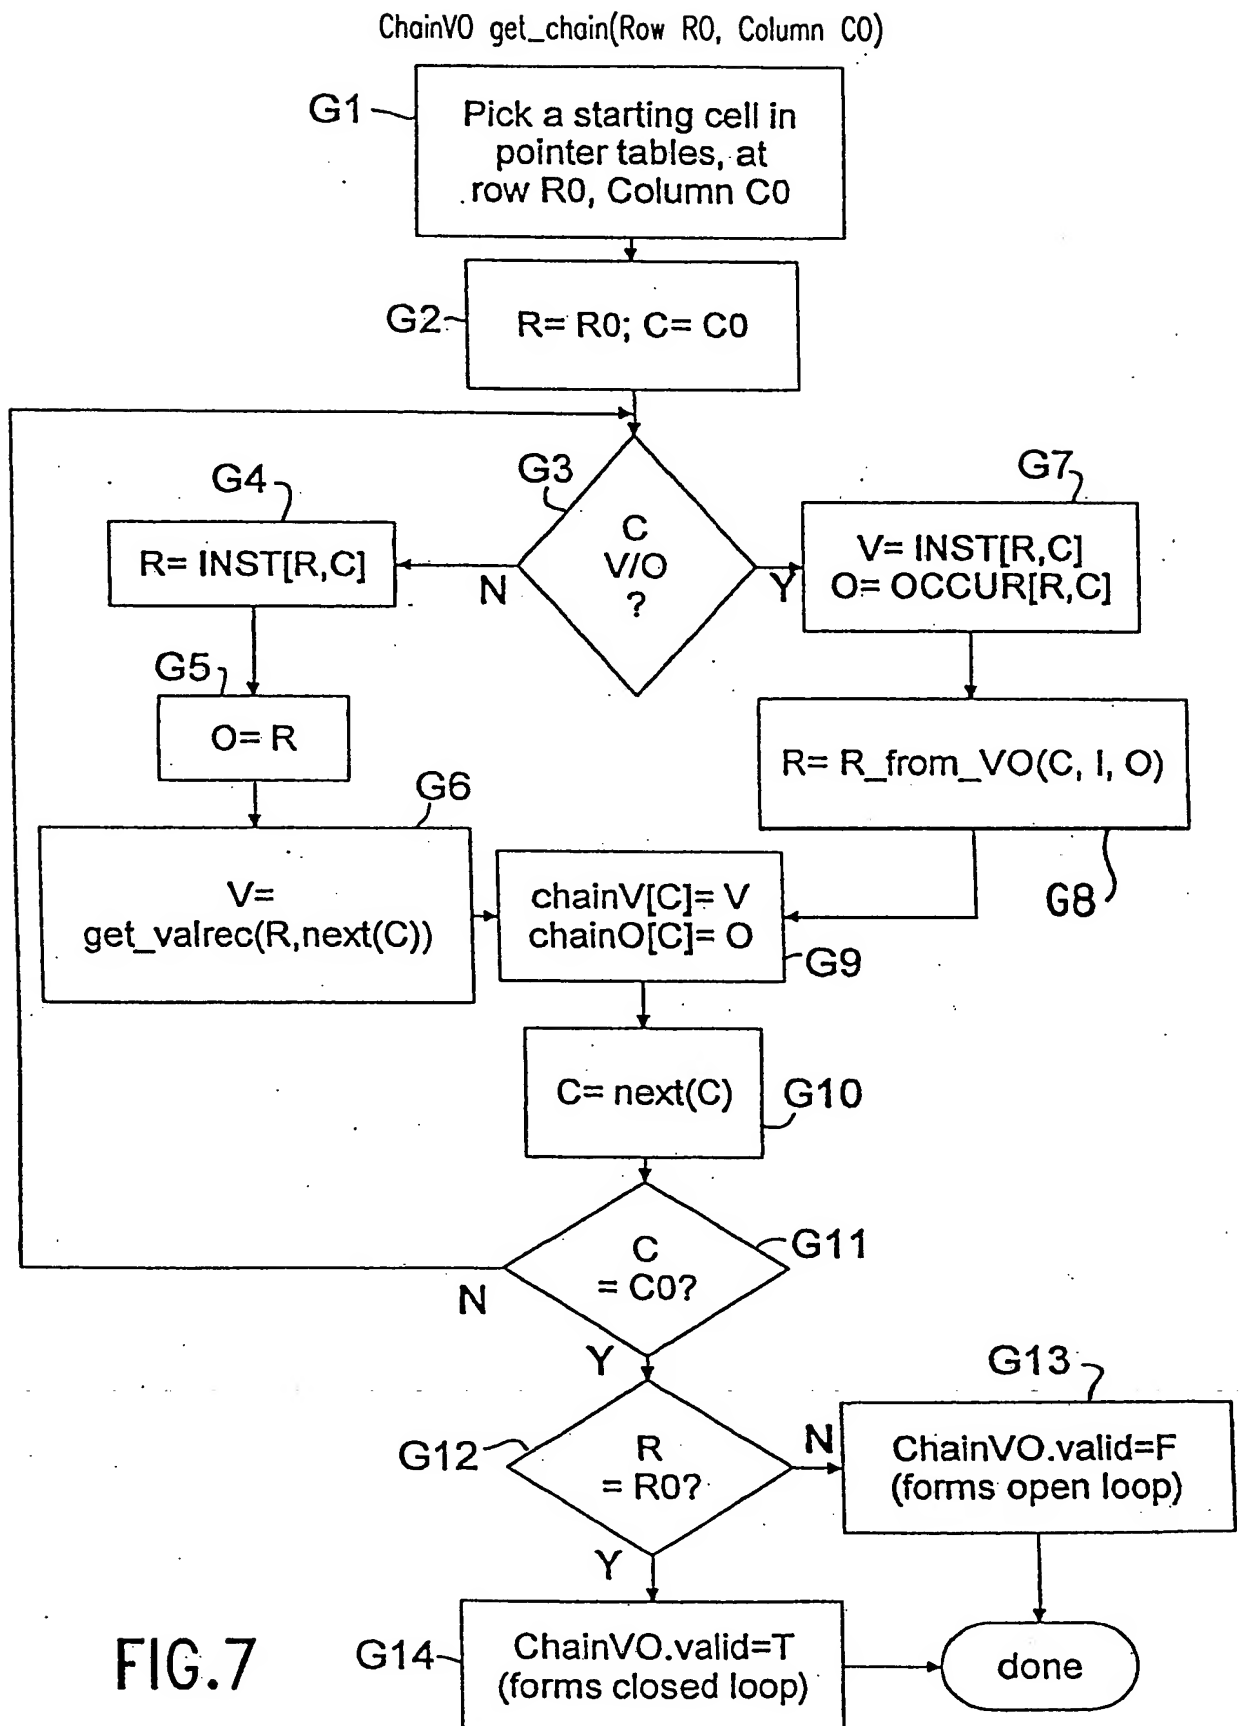 ChainVO get_chain(Row R0, Column C0)
G1
Pick a starting cell in
pointer tables, at
row R0, Column C0
G2
R= R0; C= C0
G3
C
V/O
?
N
Y
G4
R= INST[R,C]
G7
V= INST[R,C]
O= OCCUR[R,C]
G5
O= R
R= R_from_VO(C, I, O)
G8
G6
V=
get_valrec(R,next(C))
chainV[C]= V
chainO[C]= O
G9
C= next(C)
G10
C
= C0?
G11
N
Y
G12
R
= R0?
N
Y
G13
ChainVO.valid=F
(forms open loop)
G14
ChainVO.valid=T
(forms closed loop)
done
FIG.7